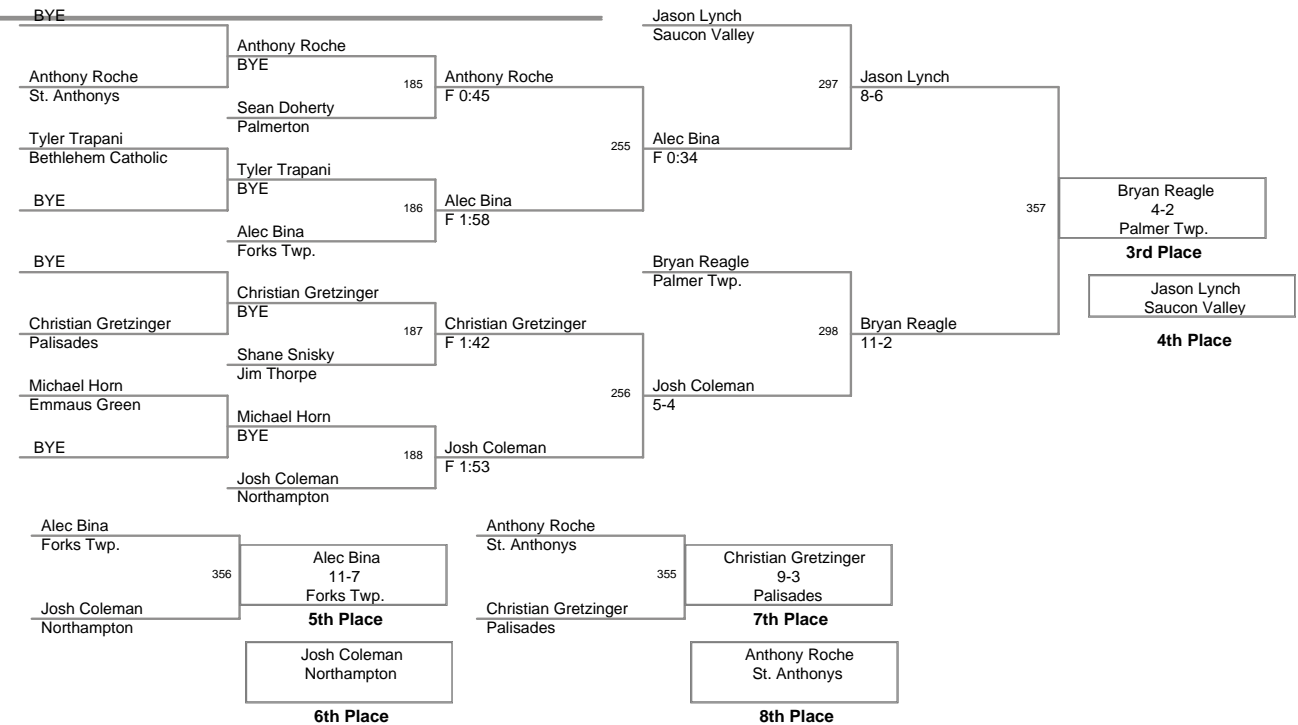 BYE
Anthony Roche
St. Anthonys
Tyler Trapani
Bethlehem Catholic
BYE
BYE
Christian Gretzinger
Palisades
Michael Horn
Emmaus Green
BYE
Anthony Roche
BYE
185
Sean Doherty
Palmerton
Tyler Trapani
BYE
186
Alec Bina
Forks Twp.
Christian Gretzinger
BYE
187
Shane Snisky
Jim Thorpe
Michael Horn
BYE
188
Josh Coleman
Northampton
Anthony Roche
F 0:45
255
Alec Bina
F 1:58
Christian Gretzinger
F 1:42
256
Josh Coleman
F 1:53
Jason Lynch
Saucon Valley
297
Alec Bina
F 0:34
Bryan Reagle
Palmer Twp.
298
Josh Coleman
5-4
Jason Lynch
8-6
357
Bryan Reagle
11-2
Bryan Reagle
4-2
Palmer Twp.
3rd Place
Jason Lynch
Saucon Valley
4th Place
Alec Bina
Forks Twp.
356
Josh Coleman
Northampton
Alec Bina
11-7
Forks Twp.
5th Place
Josh Coleman
Northampton
6th Place
Anthony Roche
St. Anthonys
355
Christian Gretzinger
Palisades
Christian Gretzinger
9-3
Palisades
7th Place
Anthony Roche
St. Anthonys
8th Place